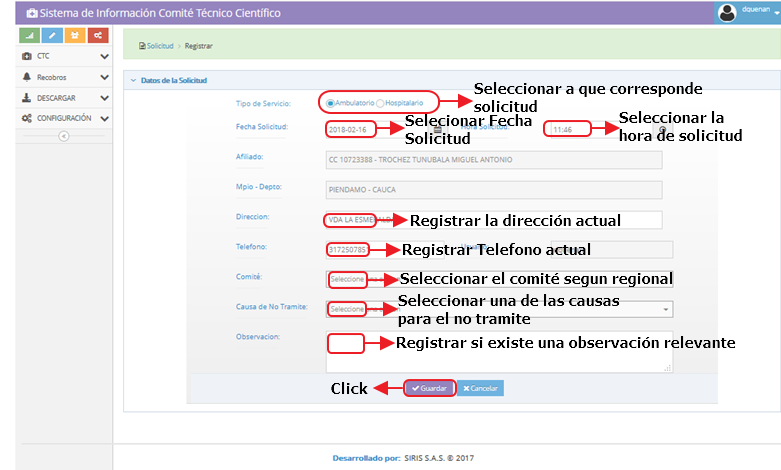 Sistema de Información Comité Técnico Científico
dquenan
CTC
Recobros
DESCARGAR
CONFIGURACIÓN
Solicitud > Registrar
Datos de la Solicitud
Tipo de Servicio:
Ambulatorio Hospitalario
Seleccionar a que corresponde
solicitud
Fecha Solicitud:
2018-02-16
Selecionar Fecha
Solicitud
Hora Solicitud:
11:46
Seleccionar la
hora de solicitud
Afiliado:
CC 10723388 - TROCHEZ TUNUBALA MIGUEL ANTONIO
Mpio - Depto:
PIENDAMO - CAUCA
Direccion:
VDA LA ESMERALD
Registrar la dirección actual
Telefono:
3172507857
Registrar Telefono actual
Comité:
Seleccione
Seleccionar el comité segun regional
Causa de No Tramite:
Seleccione
Seleccionar una de las causas
para el no tramite
Observacion:
Registrar si existe una observación relevante
Click
Guardar
Cancelar
Desarrollado por: SIRIS S.A.S. © 2017